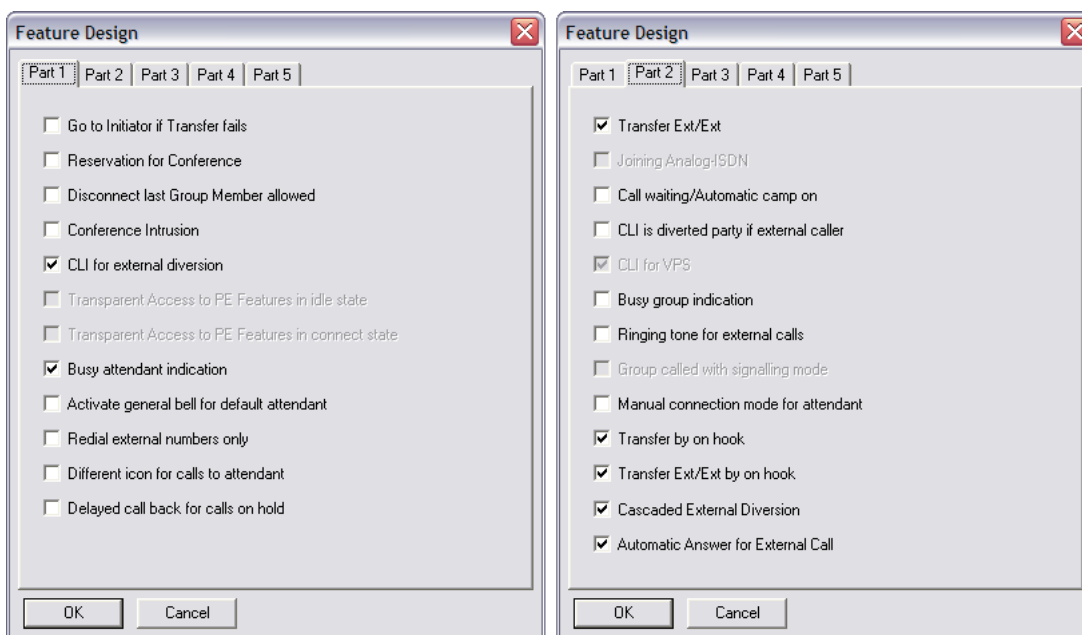 Feature Design
Part 1 Part 2 Part 3 Part 4 Part 5
Go to Initiator if Transfer fails
Reservation for Conference
Disconnect last Group Member allowed
Conference Intrusion
CLI for external diversion
Transparent Access to PE Features in idle state
Transparent Access to PE Features in connect state
Busy attendant indication
Activate general bell for default attendant
Redial external numbers only
Different icon for calls to attendant
Delayed call back for calls on hold
OK Cancel
Feature Design
Part 1 Part 2 Part 3 Part 4 Part 5
Transfer Ext/Ext
Joining Analog-ISDN
Call waiting/Automatic camp on
CLI is diverted party if external caller
CLI for VPS
Busy group indication
Ringing tone for external calls
Group called with signalling mode
Manual connection mode for attendant
Transfer by on hook
Transfer Ext/Ext by on hook
Cascaded External Diversion
Automatic Answer for External Call
OK Cancel